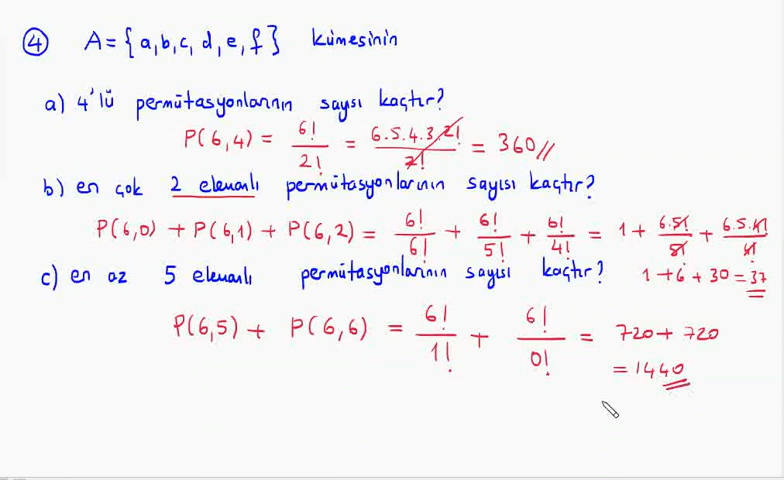 4 A = {a, b, c, d, e, f} kümesinin
a) 4'lü permütasyonlarının sayısı kaçtır?
P(6,4) = 6!/2! = 6.5.4.3.2!/2! = 360//
b) en çok 2 elemanlı permütasyonlarının sayısı kaçtır?
P(6,0) + P(6,1) + P(6,2) = 6!/6! + 6!/5! + 6!/4! = 1 + 6.5!/5! + 6.5.4!/4!
1 + 6 + 30 = 37
c) en az 5 elemanlı permütasyonlarının sayısı kaçtır?
P(6,5) + P(6,6) = 6!/1! + 6!/0! = 720 + 720
= 1440